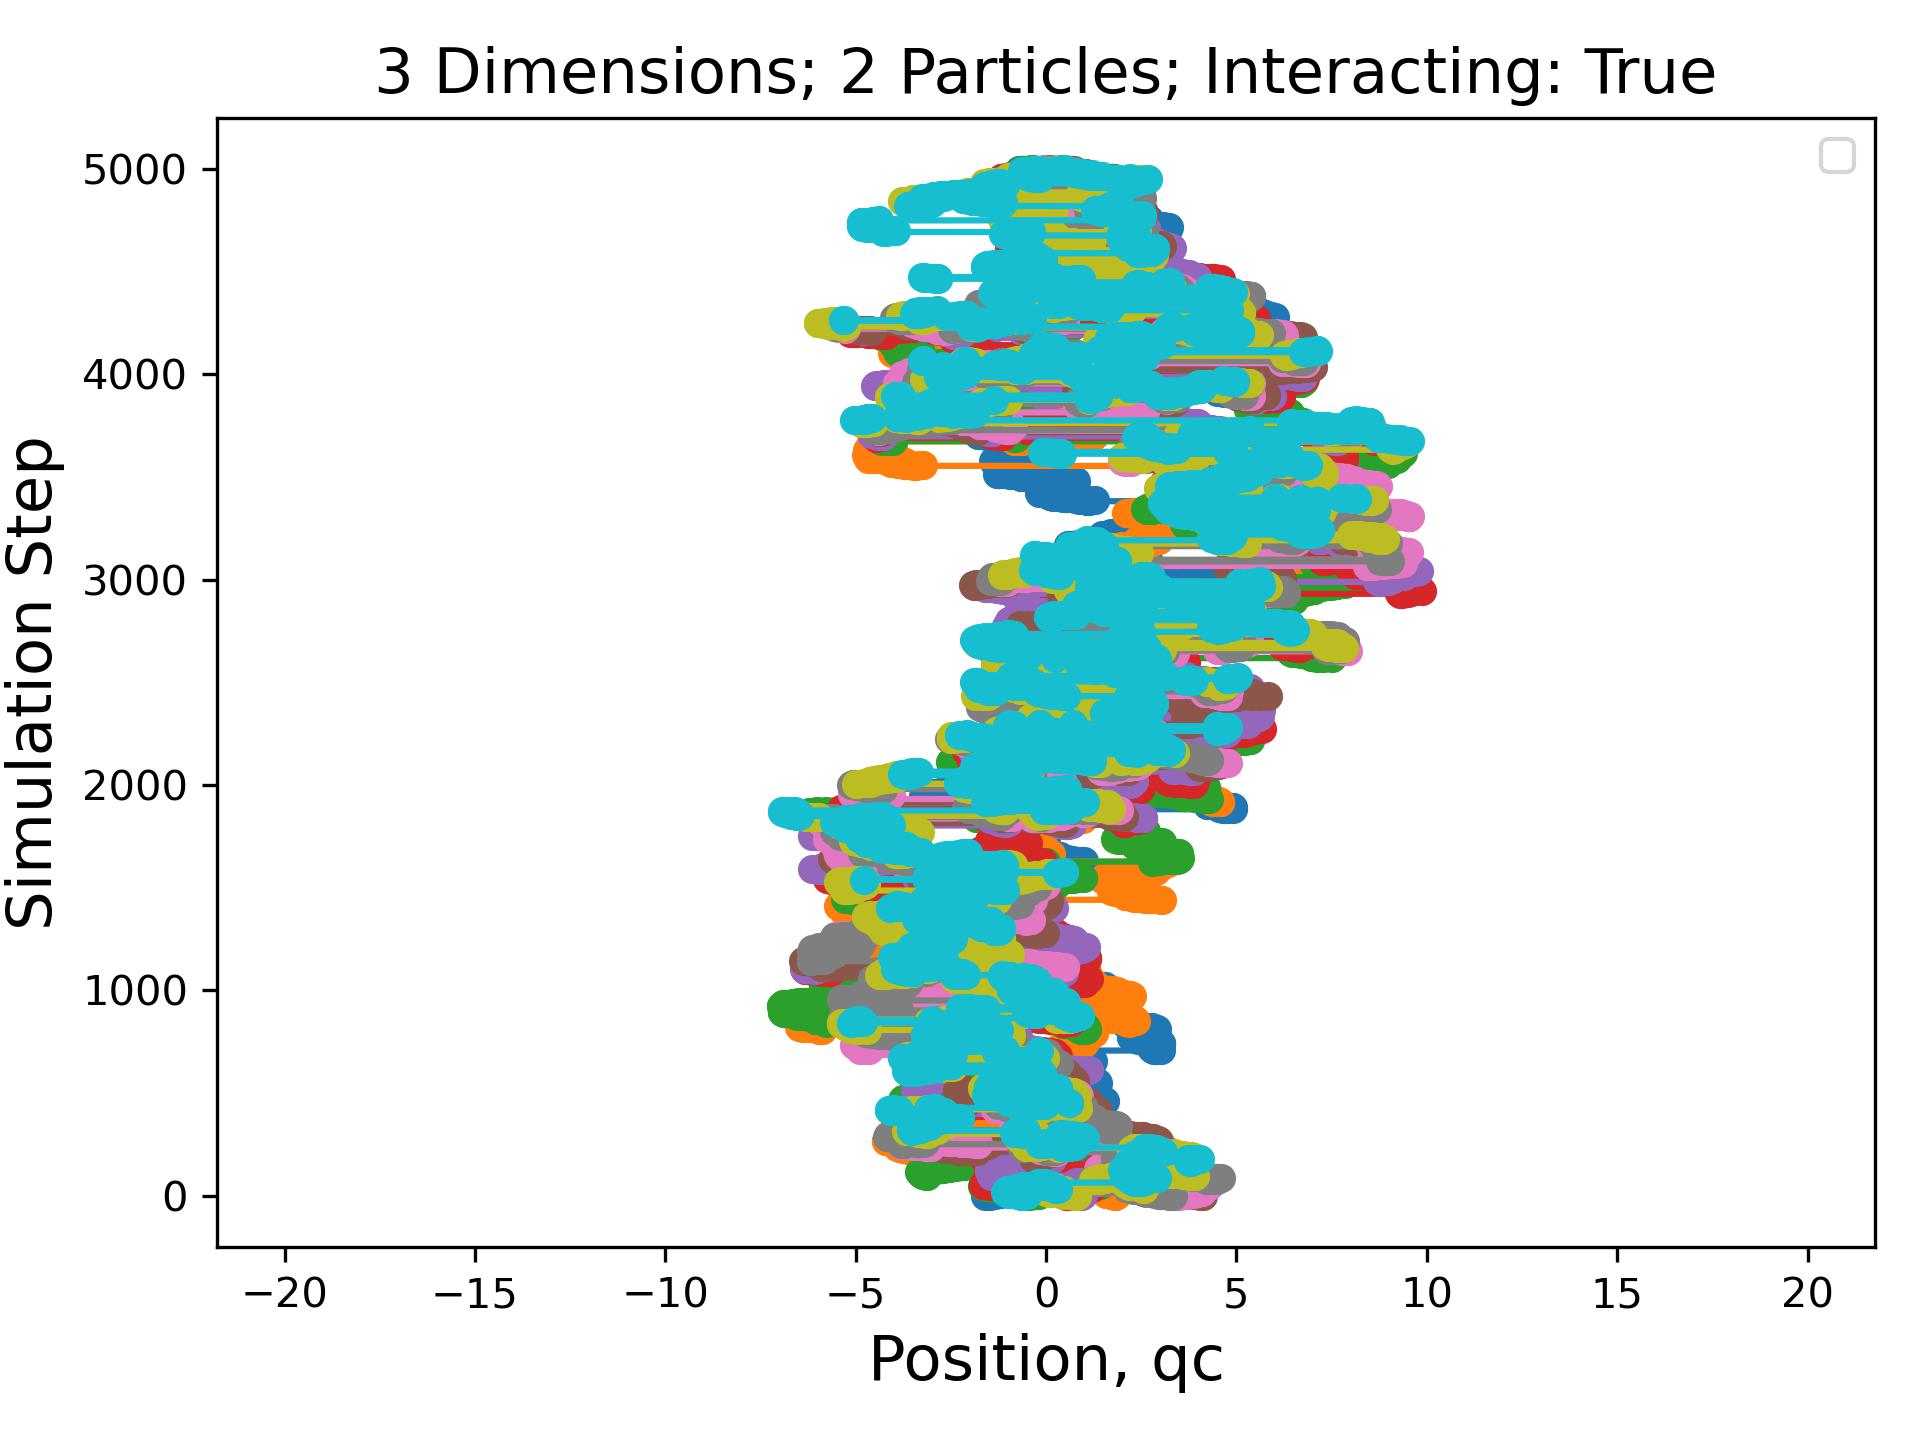 3 Dimensions; 2 Particles; Interacting: True
Simulation Step
5000
4000
3000
2000
1000
0
−20 −15 −10 −5 0 5 10 15 20
Position, qc